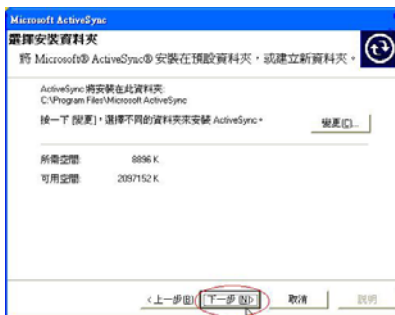 Microsoft ActiveSync
選擇安裝資料夾
將 Microsoft® ActiveSync® 安裝在預設資料夾，或建立新資料夾。
ActiveSync 將安裝在此資料夾:
C:\Program Files\Microsoft ActiveSync
按一下 [變更]，選擇不同的資料夾來安裝 ActiveSync。
變更(C)...
所需空間: 8896 K
可用空間: 2097152 K
<上一步(B) 下一步(N)> 取消 說明